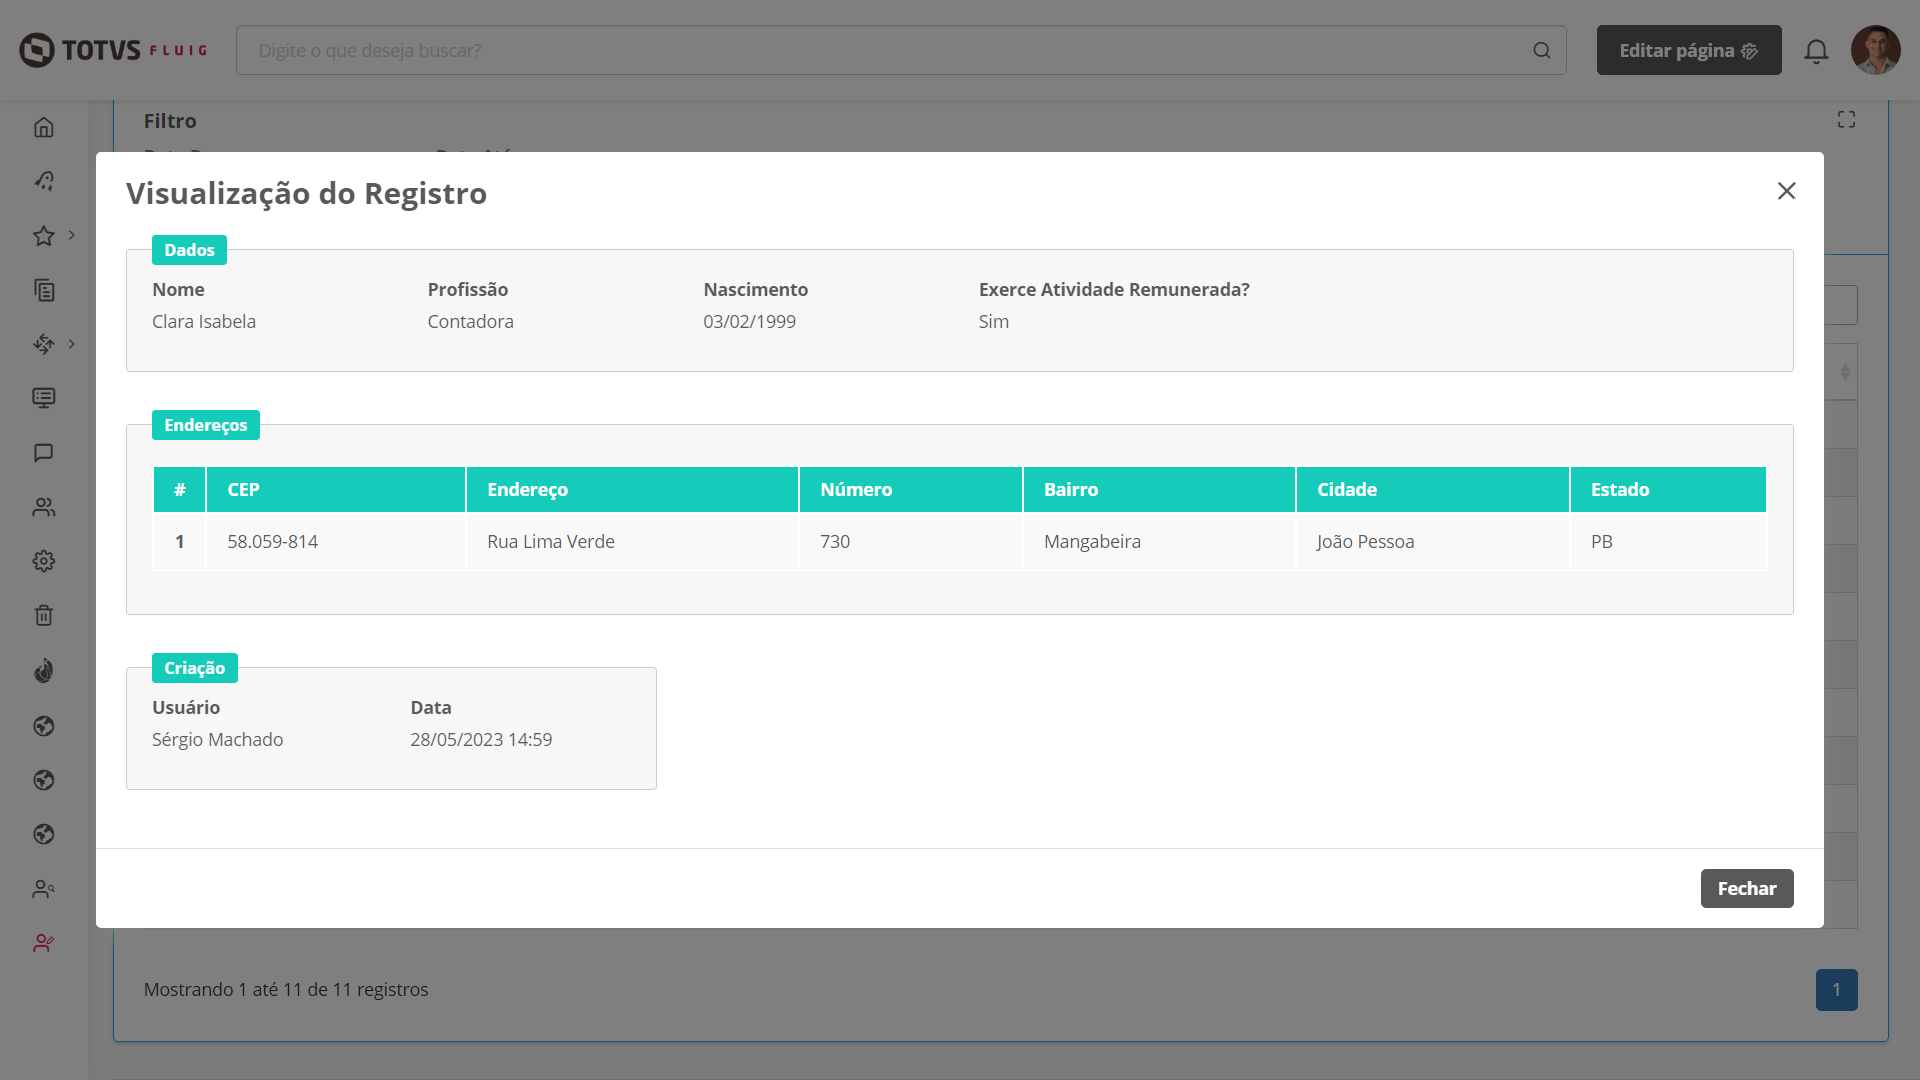 TOTVS FLUIG
Digite o que deseja buscar?
Editar página
Filtro
Visualização do Registro
Dados
Nome Profissão Nascimento Exerce Atividade Remunerada?
Clara Isabela Contadora 03/02/1999 Sim
Endereços
# CEP Endereço Número Bairro Cidade Estado
1 58.059-814 Rua Lima Verde 730 Mangabeira João Pessoa PB
Criação
Usuário Data
Sérgio Machado 28/05/2023 14:59
Fechar
Mostrando 1 até 11 de 11 registros
1